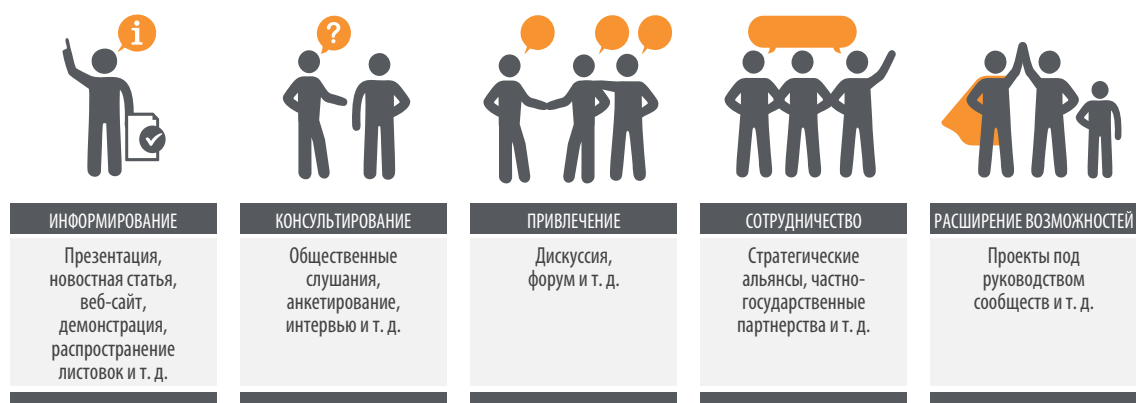 i
?
ИНФОРМИРОВАНИЕ
Презентация,
новостная статья,
веб-сайт,
демонстрация,
распространение
листовок и т. д.
КОНСУЛЬТИРОВАНИЕ
Общественные
слушания,
анкетирование,
интервью и т. д.
ПРИВЛЕЧЕНИЕ
Дискуссия,
форум и т. д.
СОТРУДНИЧЕСТВО
Стратегические
альянсы, частно-
государственные
партнерства и т. д.
РАСШИРЕНИЕ ВОЗМОЖНОСТЕЙ
Проекты под
руководством
сообществ и т. д.